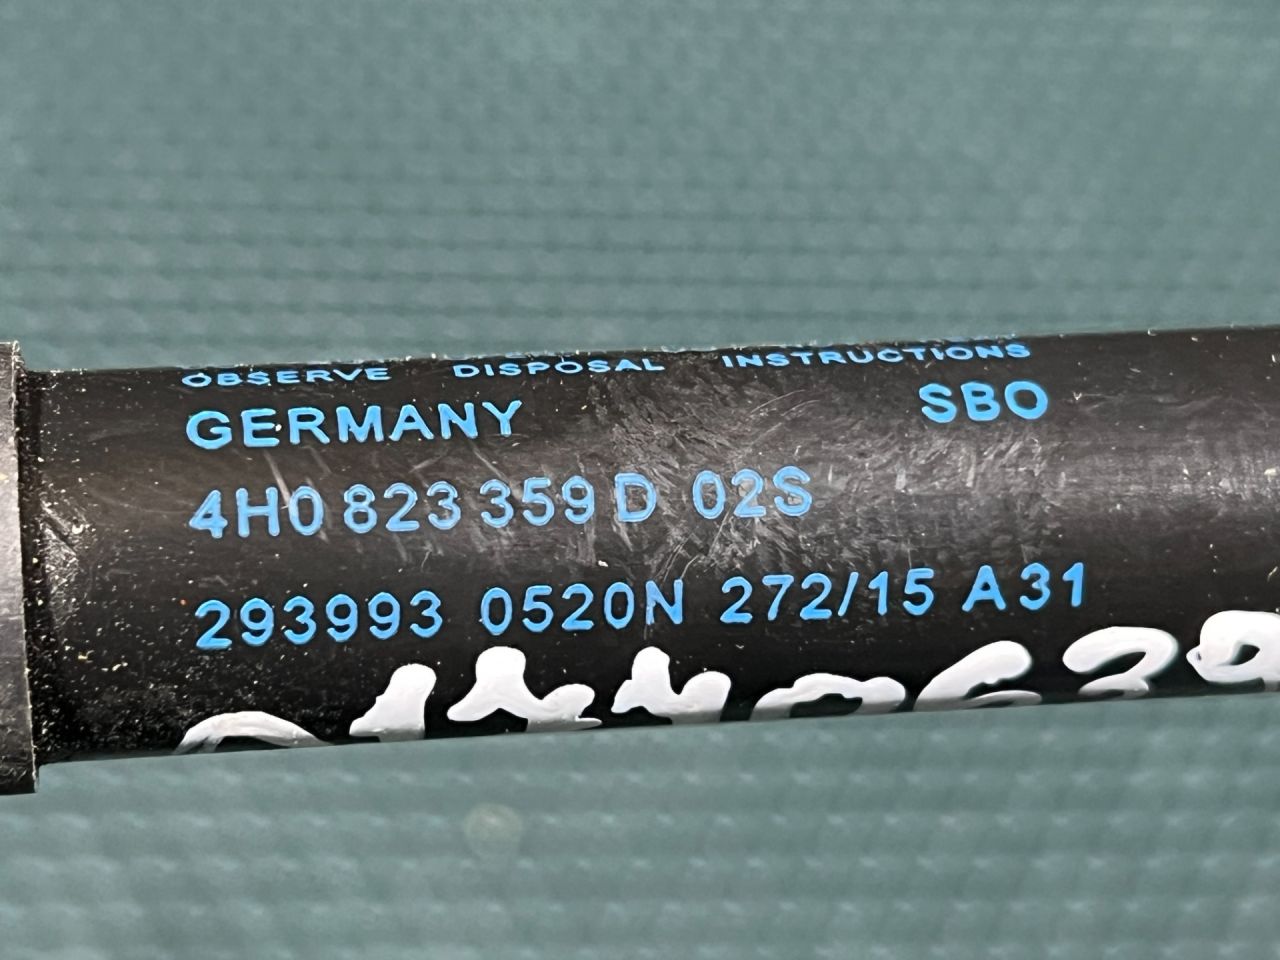 OBSERVE DISPOSAL INSTRUCTIONS
GERMANY SBO
4H0 823 359 D 02S
293993 0520N 272/15 A31